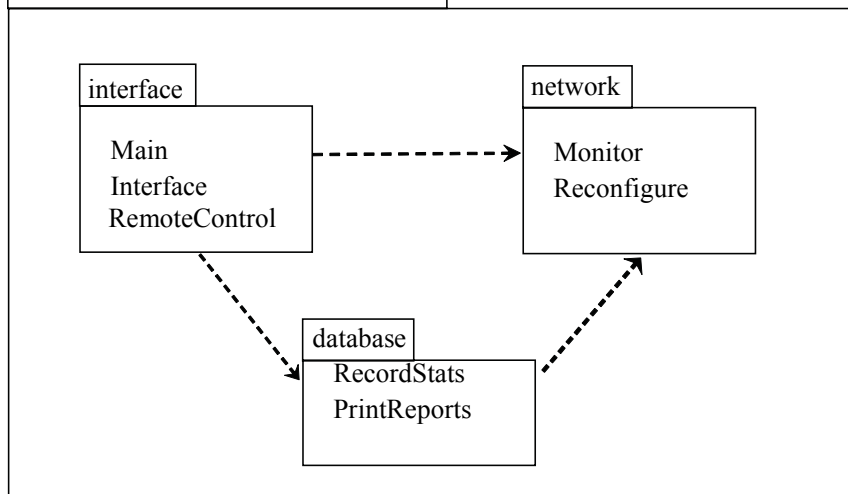 interface
Main
Interface
RemoteControl
network
Monitor
Reconfigure
database
RecordStats
PrintReports